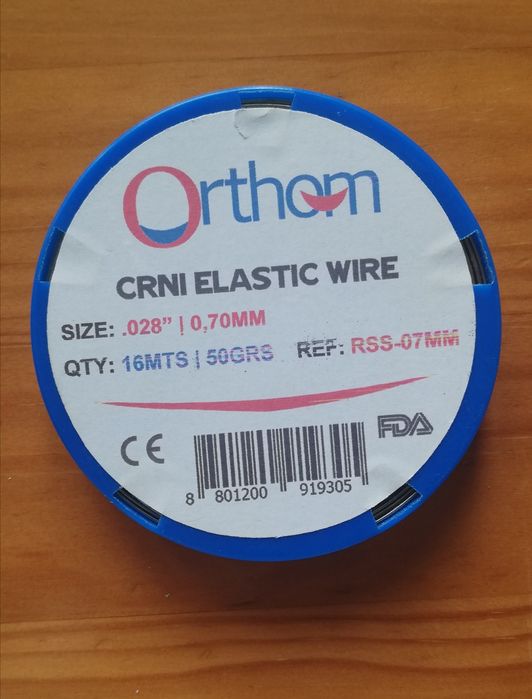 Orthom
CRNI ELASTIC WIRE
SIZE: .028" | 0,70MM
QTY: 16MTS | 50GRS REF: RSS-07MM
CE FDA
8 801200 919305